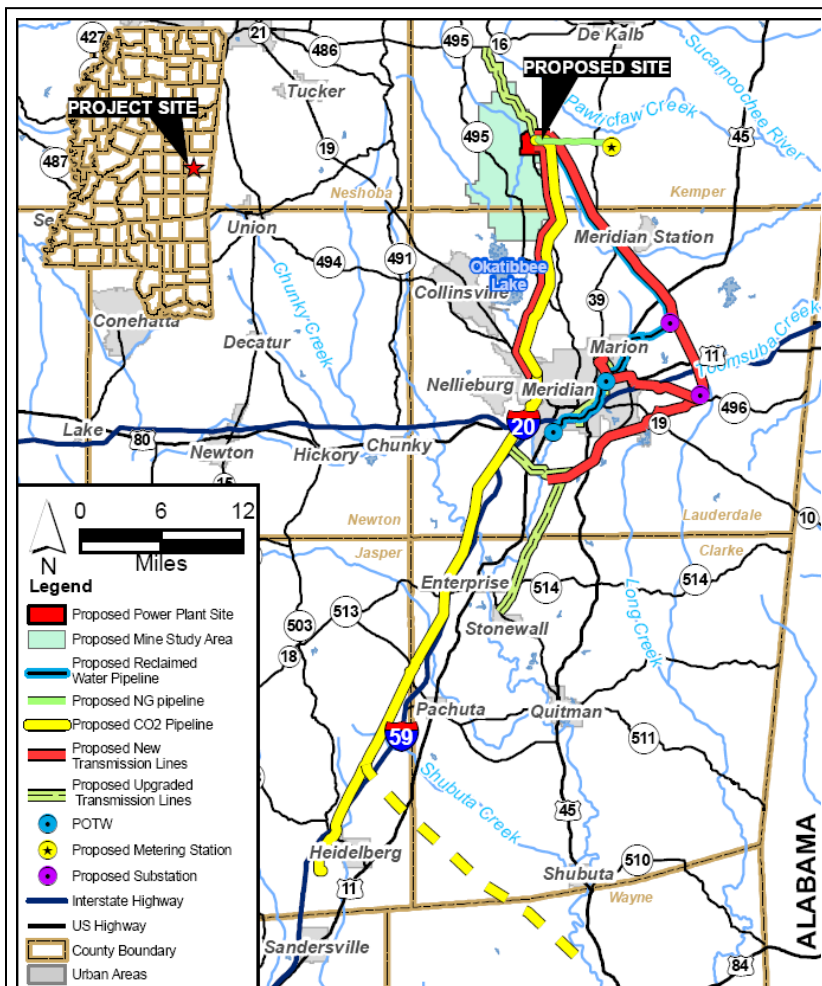 427
21
486
495
16
De Kalb
Sucarnoochee River
PROPOSED SITE
Tucker
PROJECT SITE
Pawticfaw Creek
495
45
19
487
Neshoba
Kemper
Union
Meridian Station
494
491
Okatibbee
Lake
Chunky Creek
Collinsville
39
Conehatta
Decatur
Marion
Toomsuba Creek
11
Nellieburg
Meridian
496
20
19
Lake
80
Chunky
Newton
Hickory
15
10
0 6 12
Miles
N
Newton
Lauderdale
Jasper
Clarke
Enterprise
514
514
513
Long Creek
503
Stonewall
18
Pachuta
Quitman
59
511
Shubuta Creek
45
Heidelberg
510
11
Shubuta
Wayne
Sandersville
84
ALABAMA
Legend
Proposed Power Plant Site
Proposed Mine Study Area
Proposed Reclaimed
Water Pipeline
Proposed NG pipeline
Proposed CO2 Pipeline
Proposed New
Transmission Lines
Proposed Upgraded
Transmission Lines
POTW
Proposed Metering Station
Proposed Substation
Interstate Highway
US Highway
County Boundary
Urban Areas